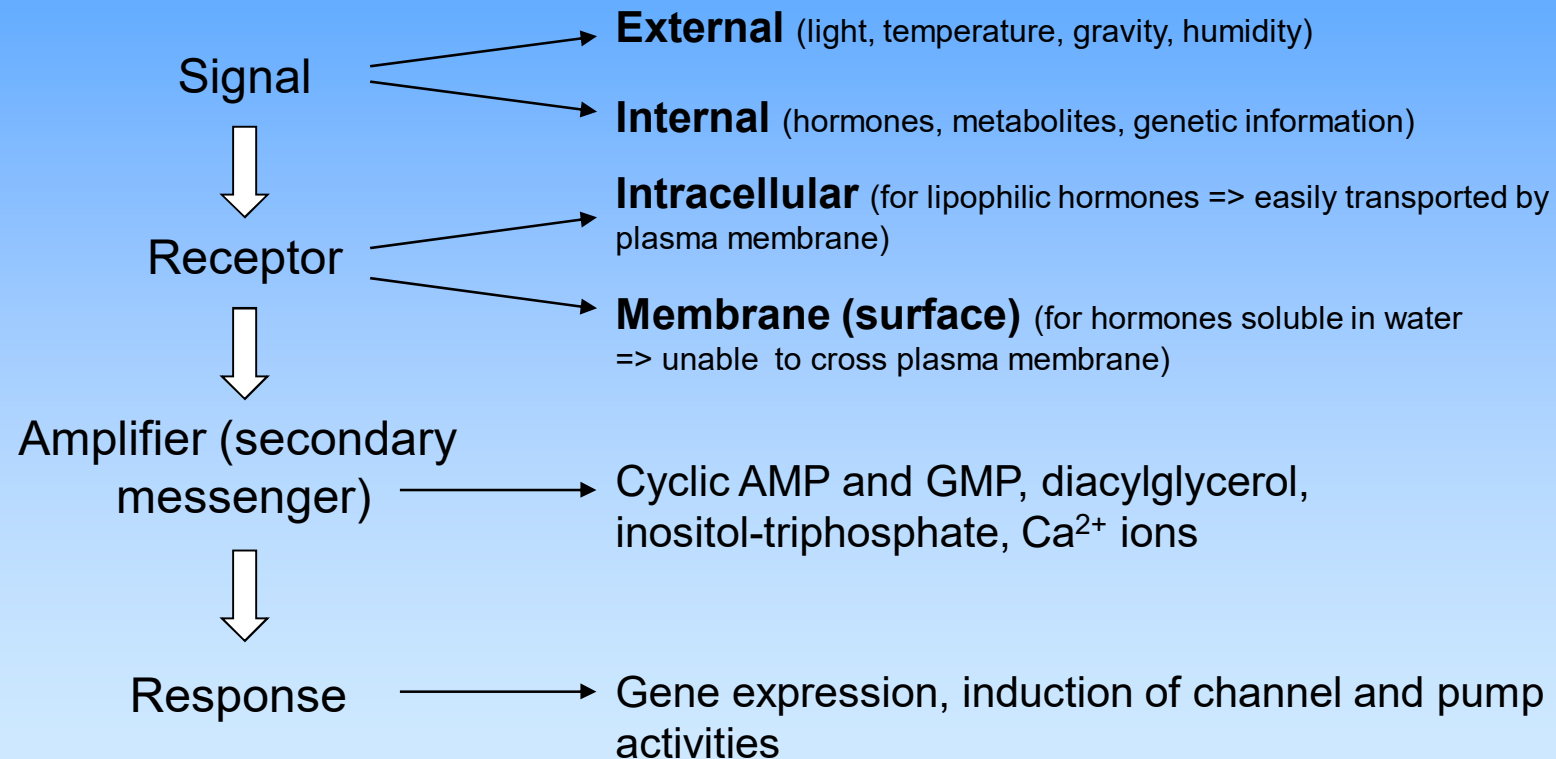 Signal
External (light, temperature, gravity, humidity)
Internal (hormones, metabolites, genetic information)
Receptor
Intracellular (for lipophilic hormones => easily transported by
plasma membrane)
Membrane (surface) (for hormones soluble in water
=> unable to cross plasma membrane)
Amplifier (secondary
messenger)
Cyclic AMP and GMP, diacylglycerol,
inositol-triphosphate, Ca²⁺ ions
Response
Gene expression, induction of channel and pump
activities